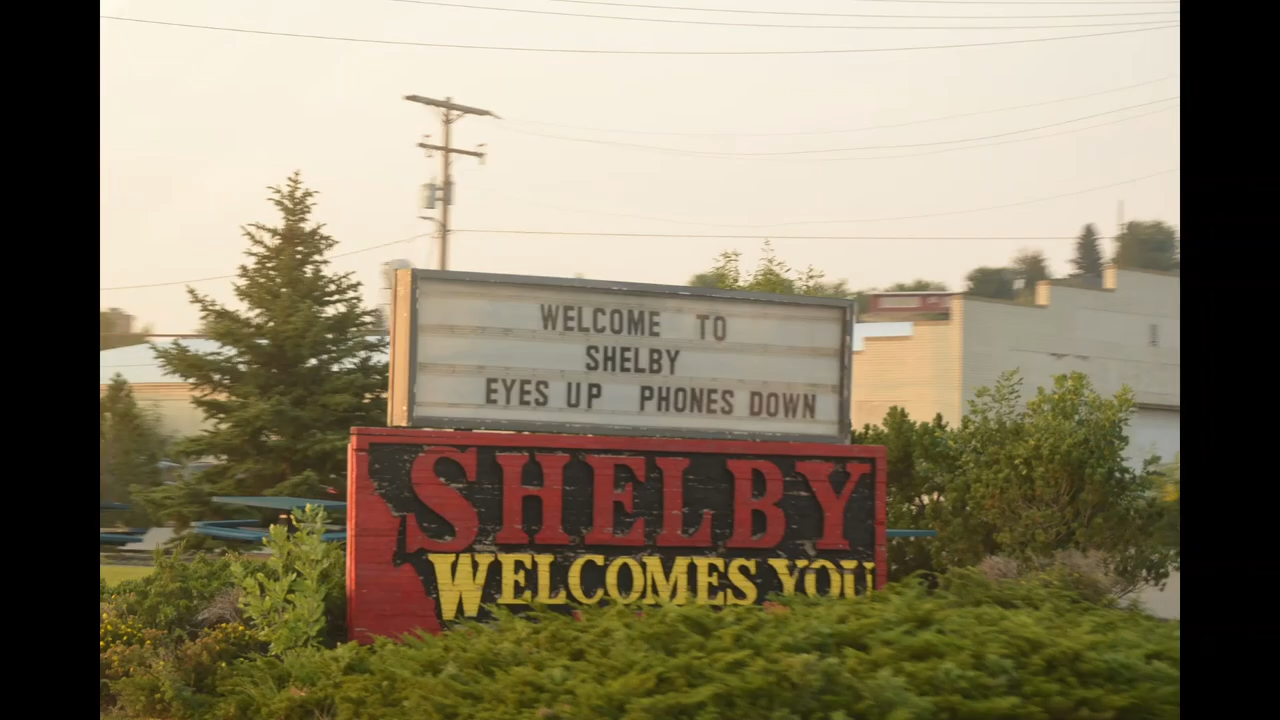 WELCOME TO
SHELBY
EYES UP PHONES DOWN
SHELBY
WELCOMES YOU